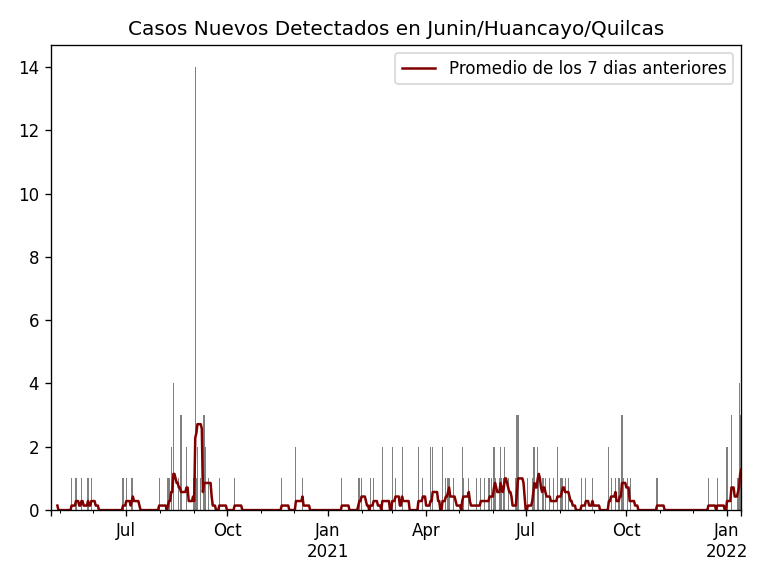 Casos Nuevos Detectados en Junin/Huancayo/Quilcas
Promedio de los 7 dias anteriores
14
12
10
8
6
4
2
0
Jul
Oct
Jan
2021
Apr
Jul
Oct
Jan
2022